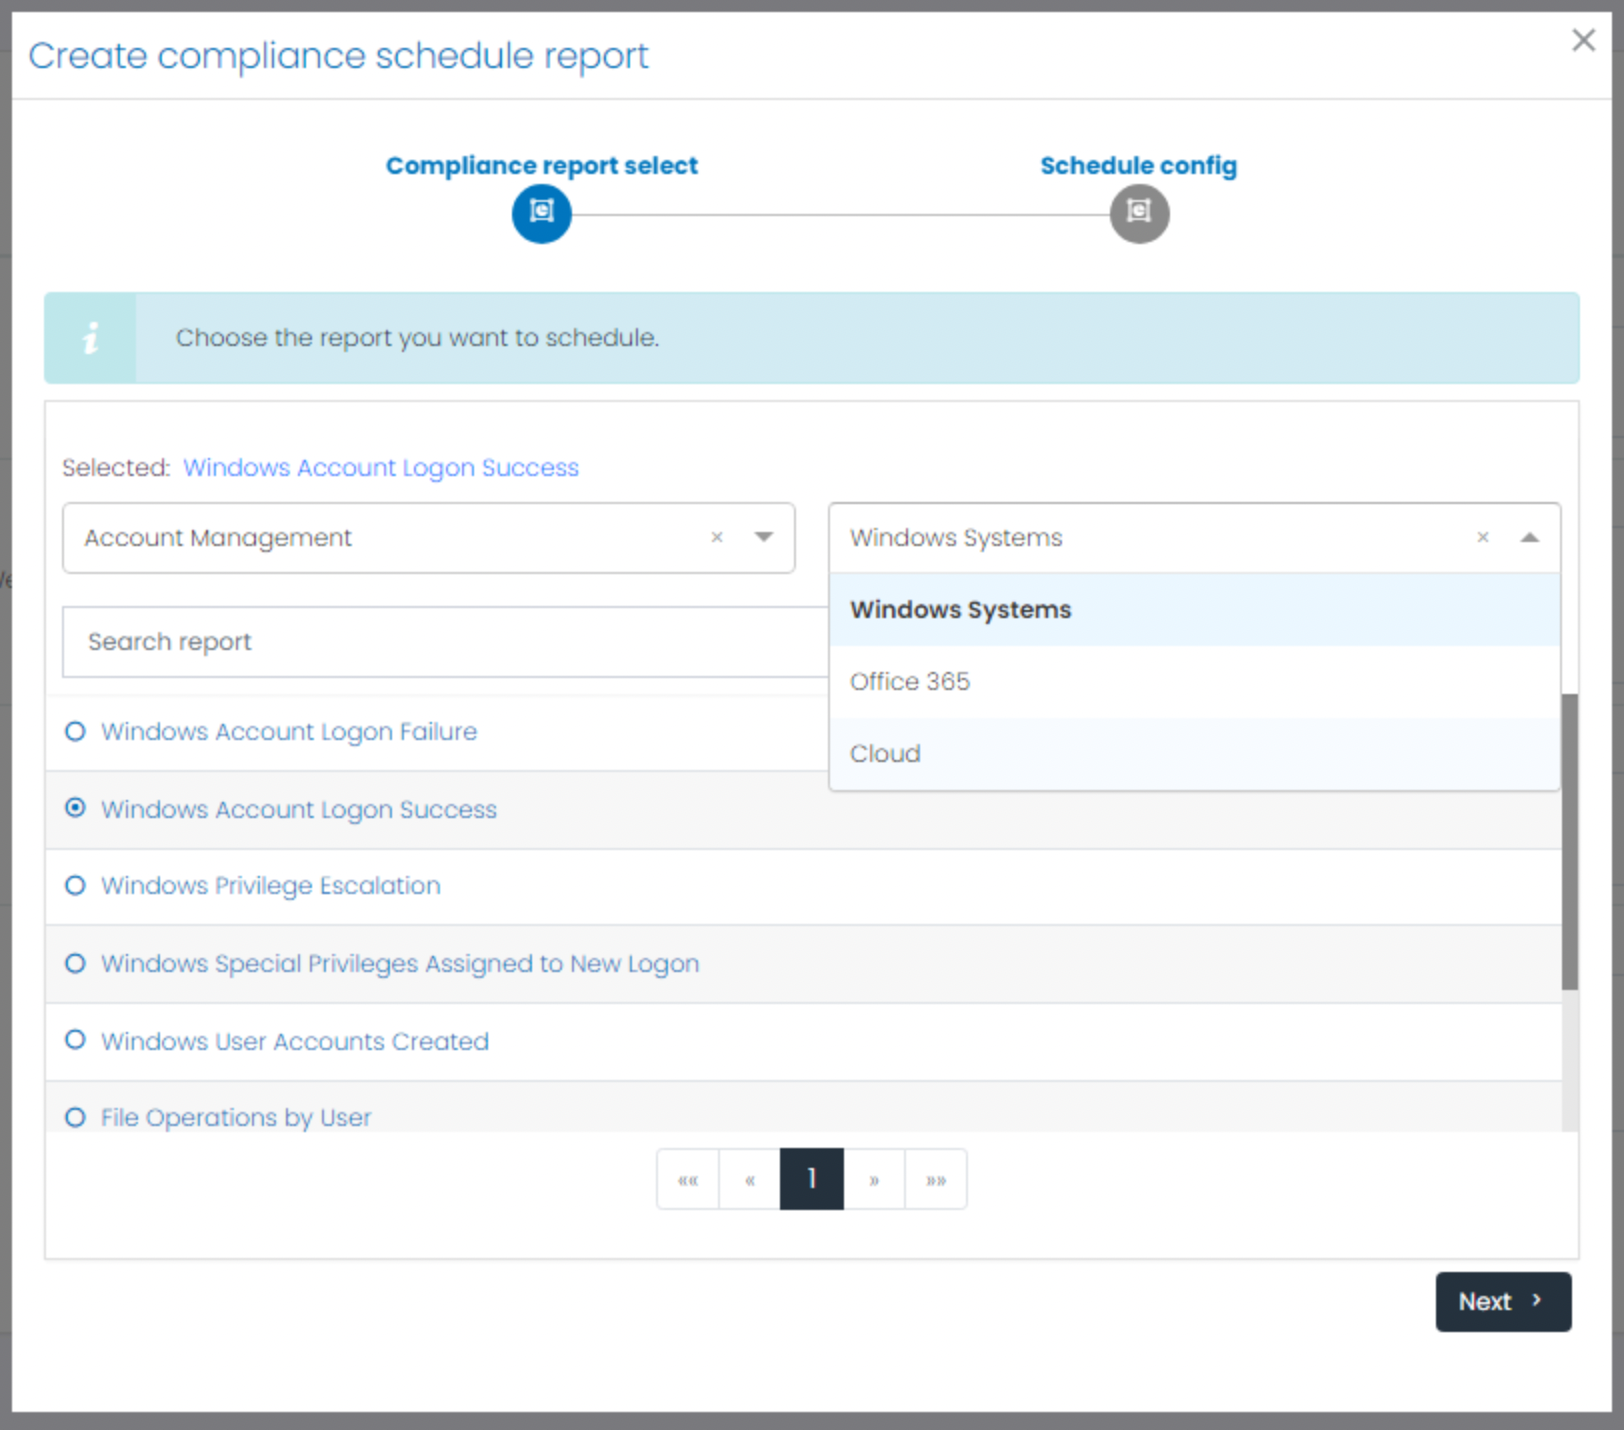 Create compliance schedule report
Compliance report select
Schedule config
Choose the report you want to schedule.
Selected: Windows Account Logon Success
Account Management
Windows Systems
Windows Systems
Office 365
Cloud
Search report
Windows Account Logon Failure
Windows Account Logon Success
Windows Privilege Escalation
Windows Special Privileges Assigned to New Logon
Windows User Accounts Created
File Operations by User
«« « 1 » »»
Next